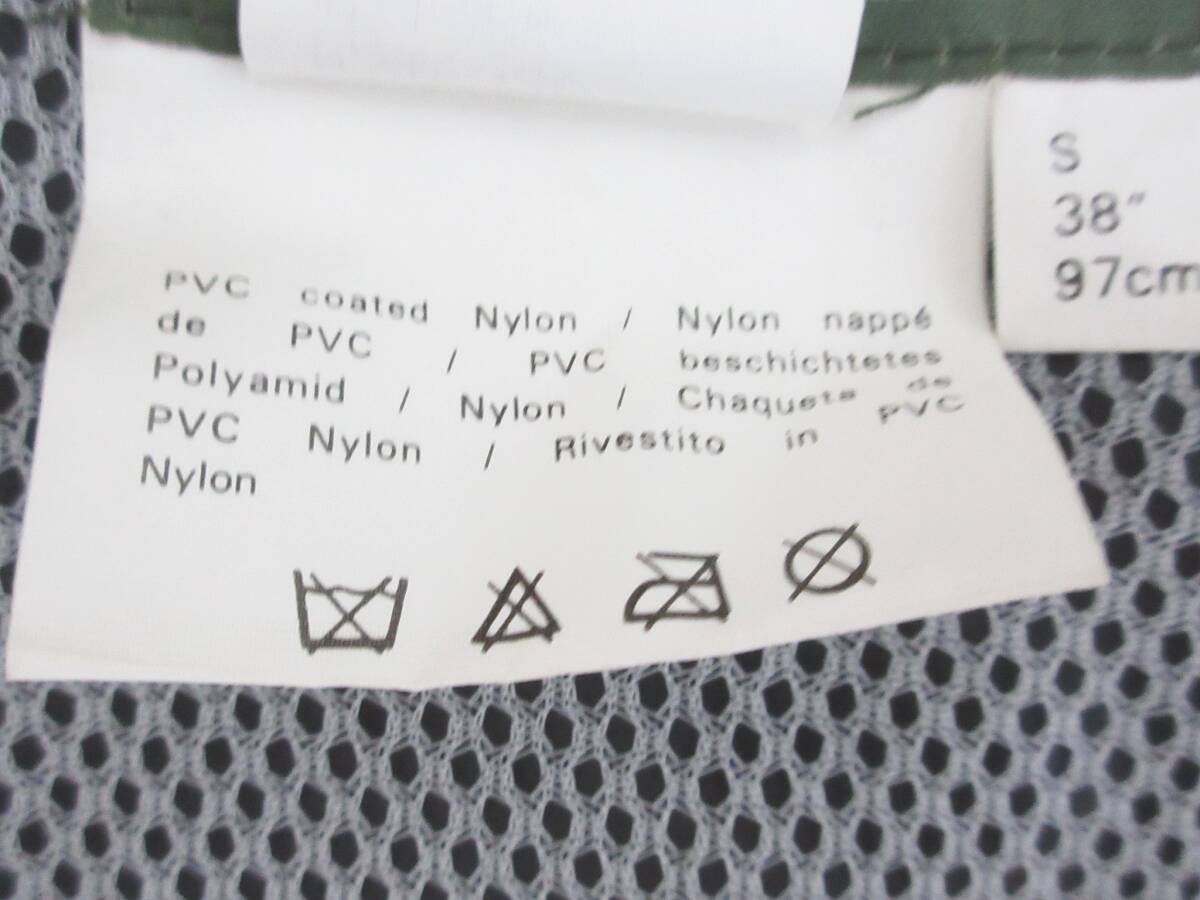 PVC coated Nylon / Nylon nappé
de PVC / PVC beschichtetes
Polyamid / Nylon / Chaquete de
PVC Nylon / Rivestito in PVC
Nylon
S
38"
97cm